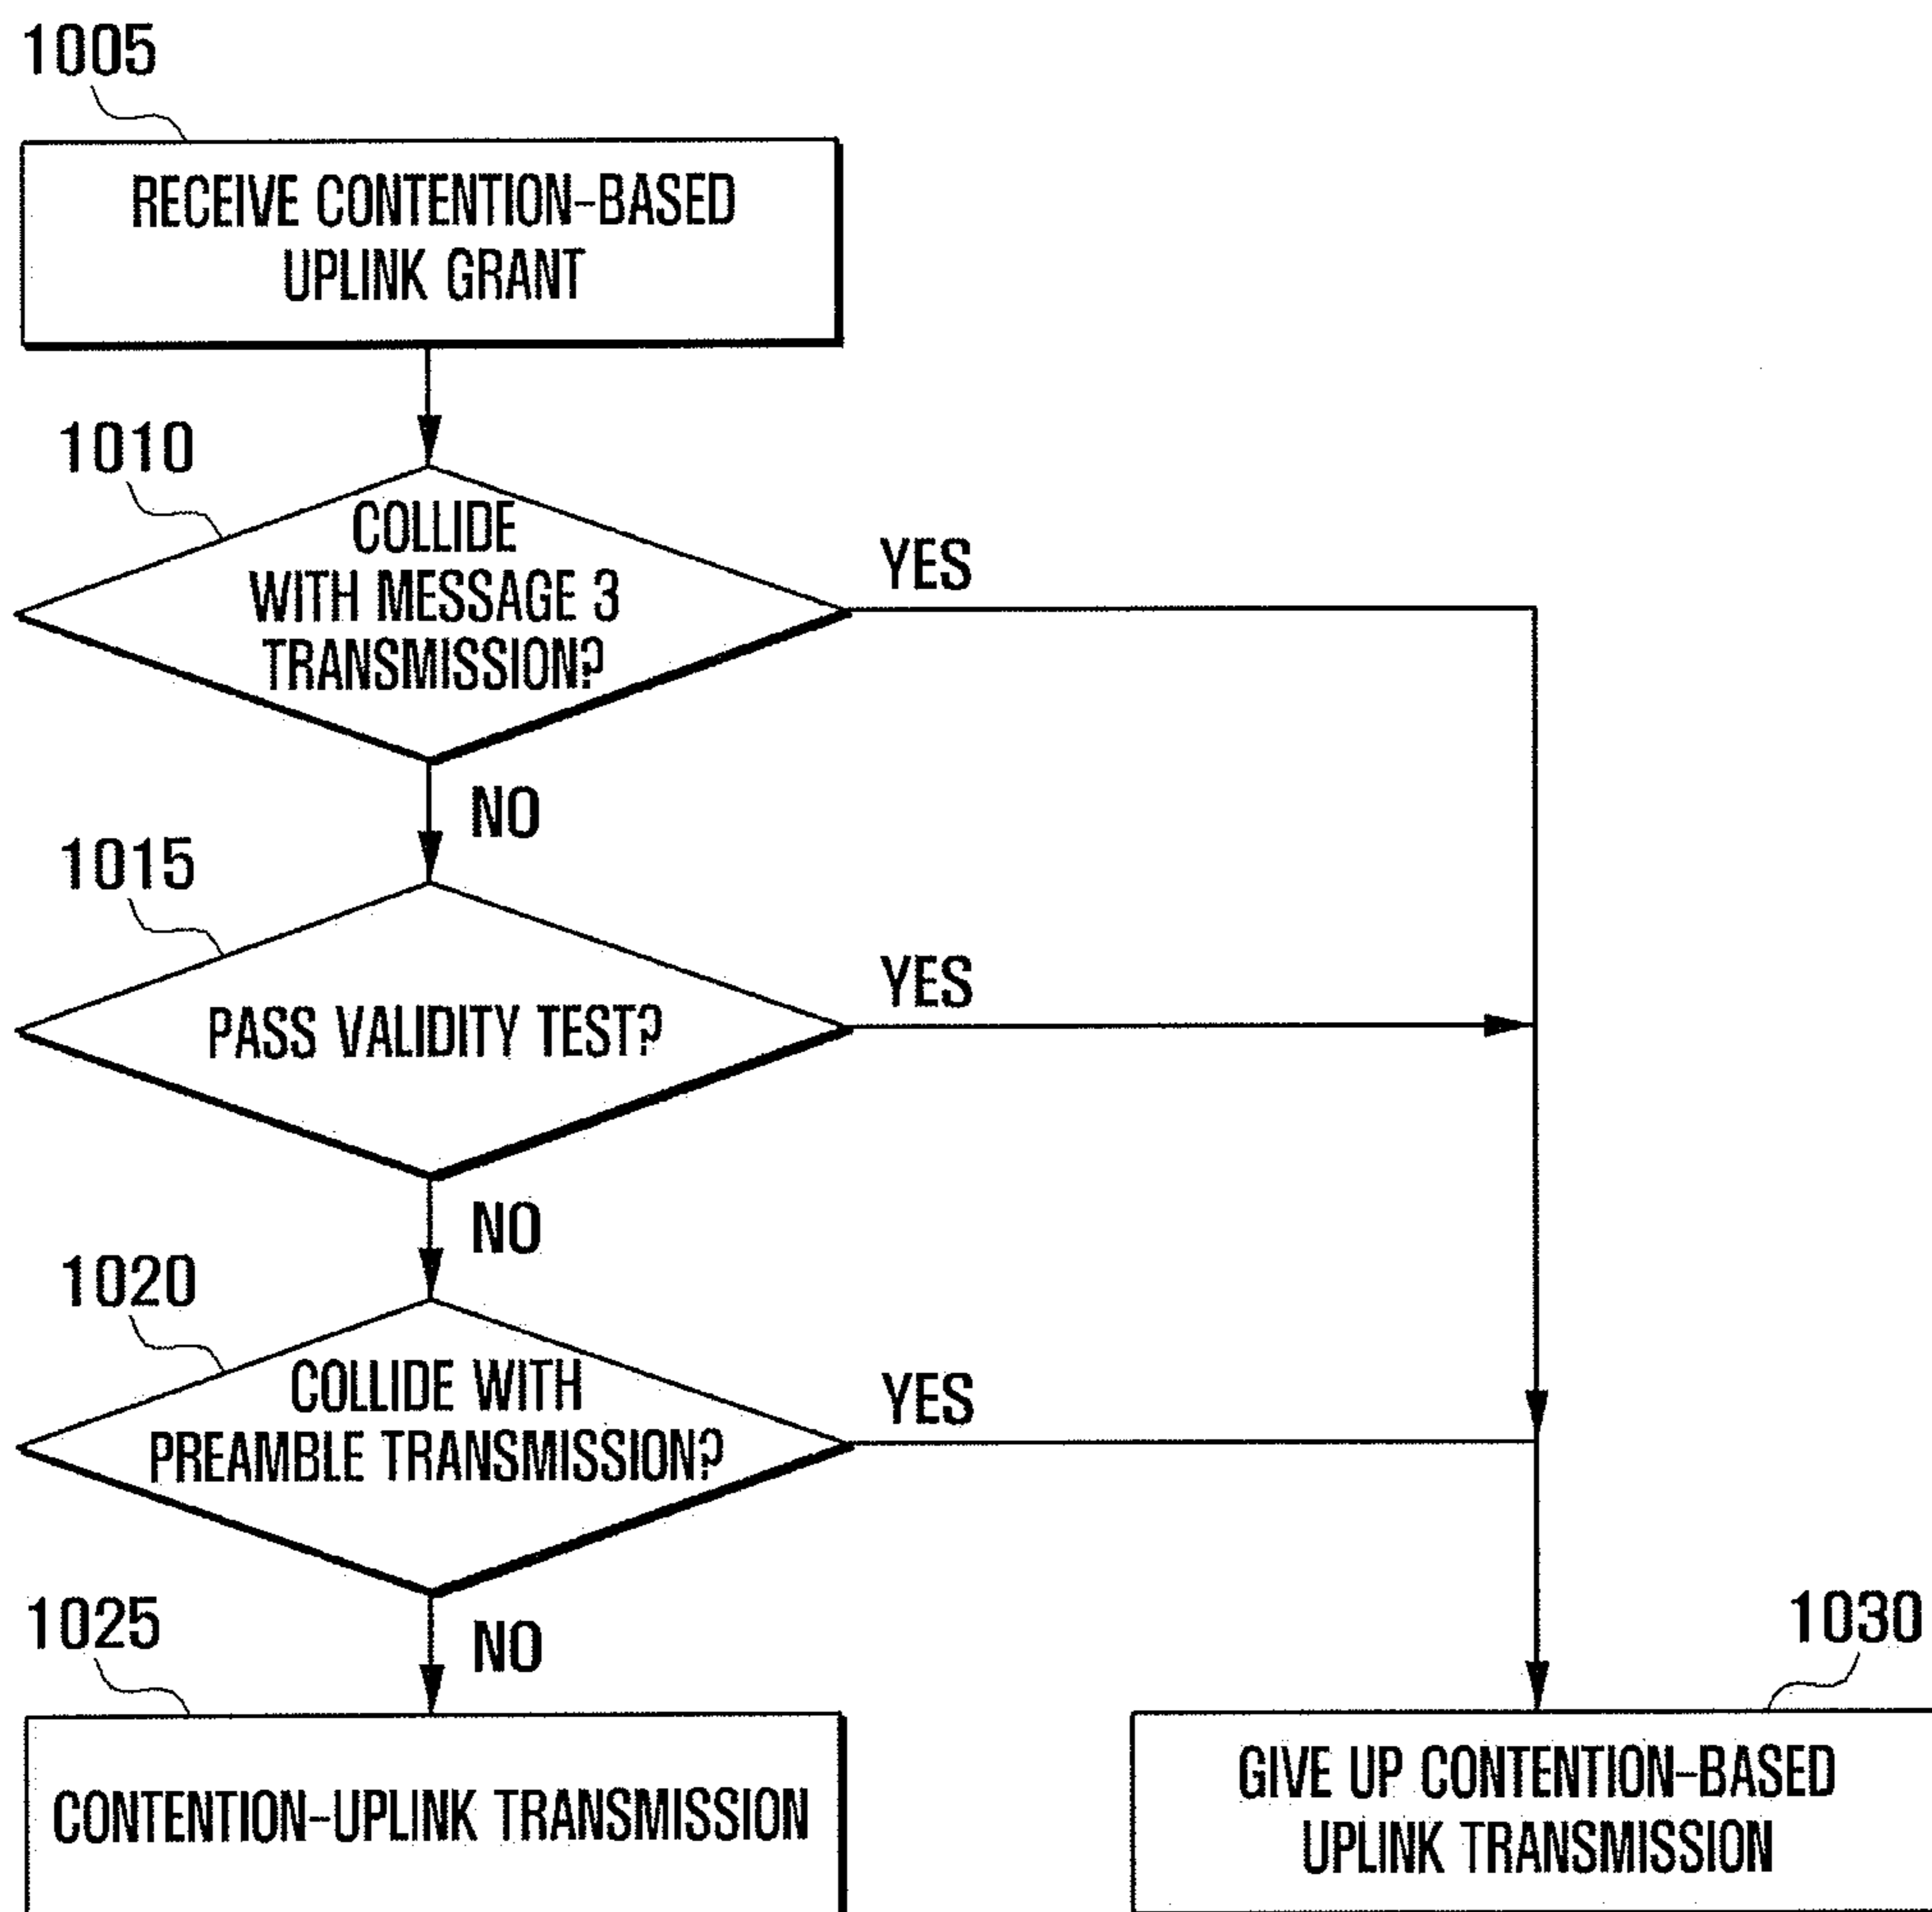 1005
RECEIVE CONTENTION-BASED
UPLINK GRANT
1010
COLLIDE
WITH MESSAGE 3
TRANSMISSION?
YES
NO
1015
PASS VALIDITY TEST?
YES
NO
1020
COLLIDE WITH
PREAMBLE TRANSMISSION?
YES
NO
1025
CONTENTION-UPLINK TRANSMISSION
1030
GIVE UP CONTENTION-BASED
UPLINK TRANSMISSION